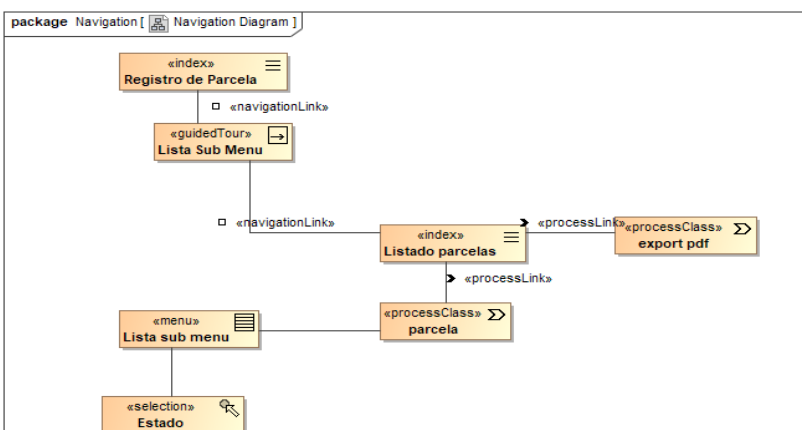 package Navigation [ Navigation Diagram ]
«index»
Registro de Parcela
«navigationLink»
«guidedTour»
Lista Sub Menu
«navigationLink»
«index»
Listado parcelas
«processLink»
«processClass»
export pdf
«processLink»
«processClass»
parcela
«menu»
Lista sub menu
«selection»
Estado